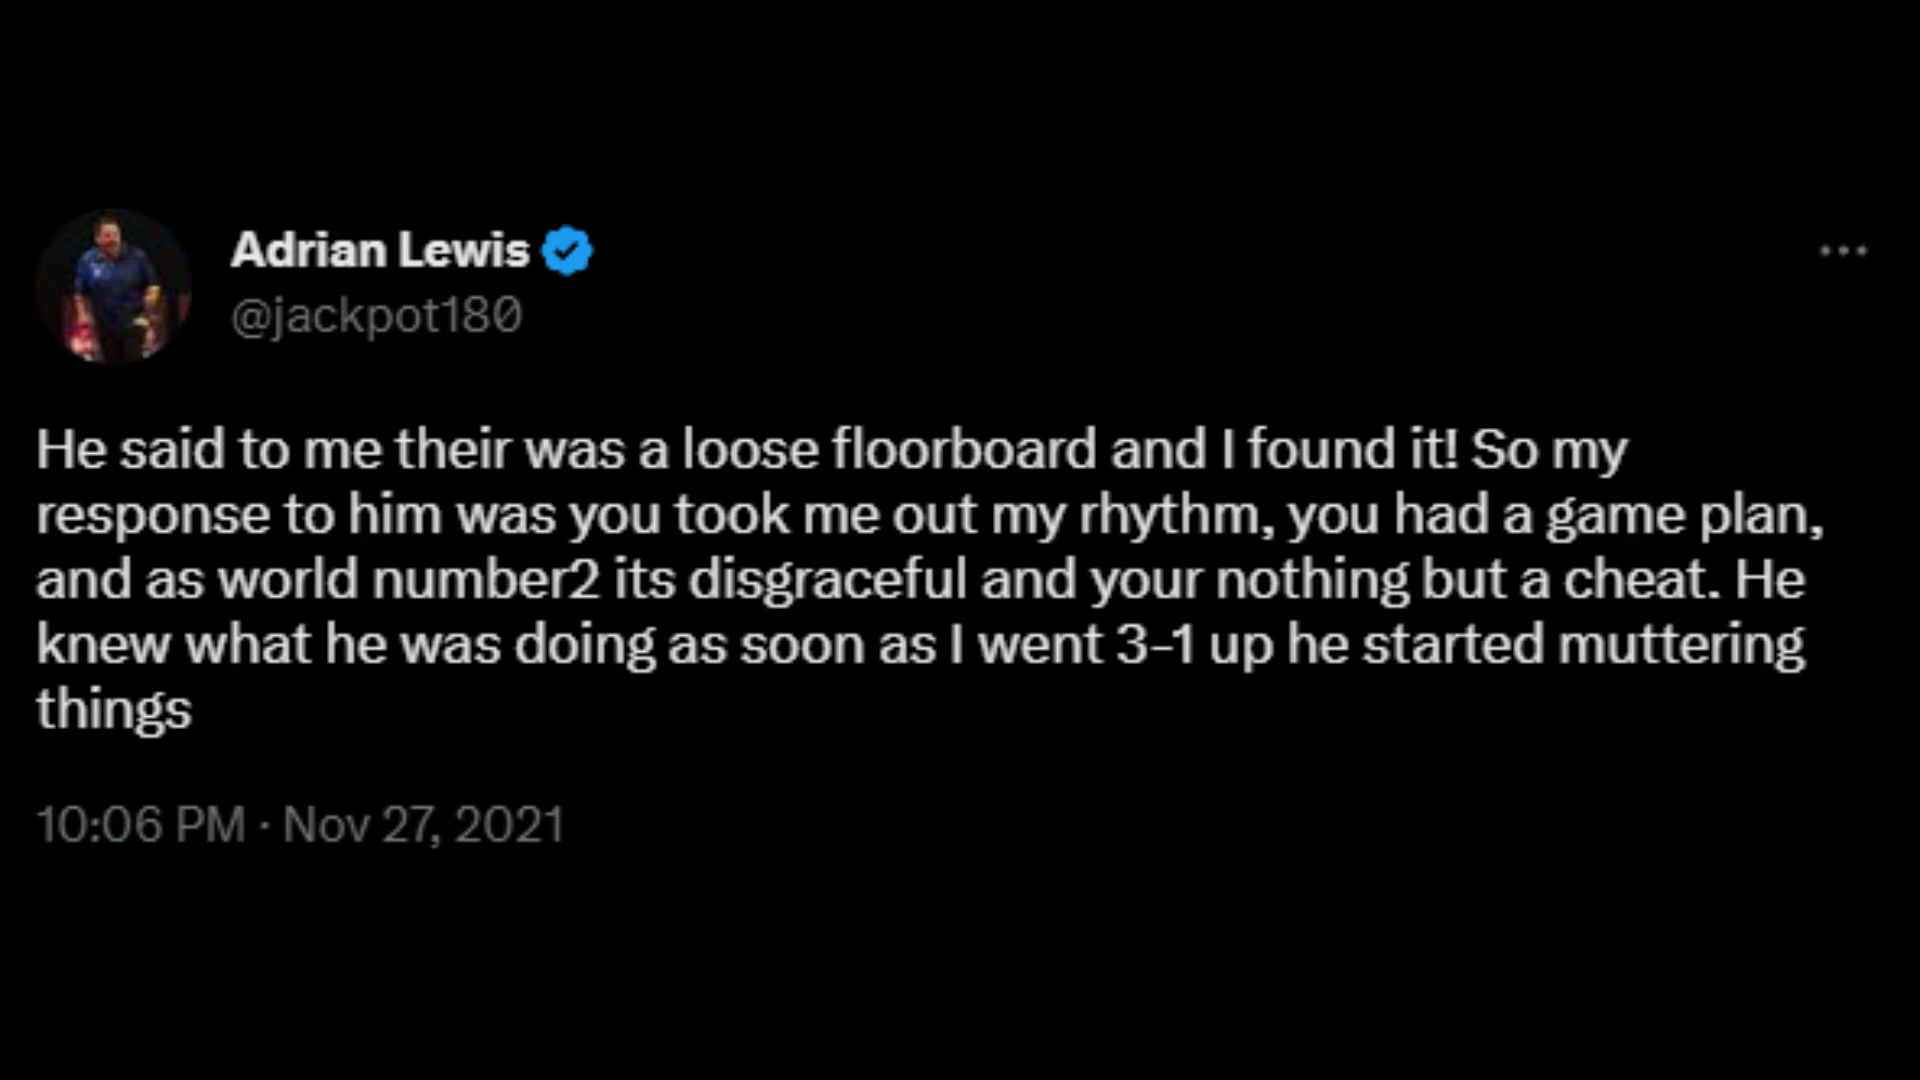 Adrian Lewis
@jackpot180
He said to me their was a loose floorboard and I found it! So my
response to him was you took me out my rhythm, you had a game plan,
and as world number2 its disgraceful and your nothing but a cheat. He
knew what he was doing as soon as I went 3-1 up he started muttering
things
10:06 PM · Nov 27, 2021